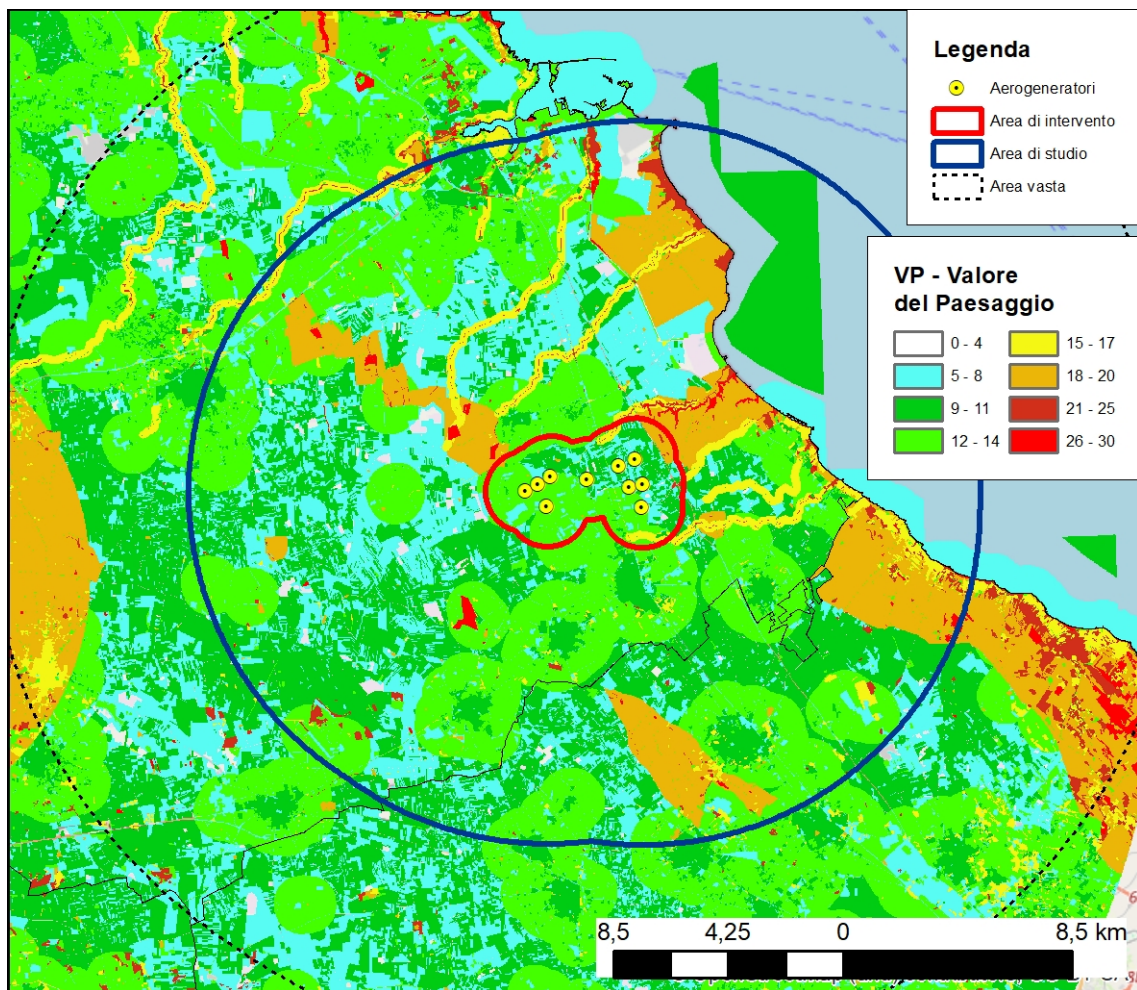 Legenda
Aerogeneratori
Area di intervento
Area di studio
Area vasta
VP - Valore
del Paesaggio
0 - 4
15 - 17
5 - 8
18 - 20
9 - 11
21 - 25
12 - 14
26 - 30
8,5 4,25 0 8,5 km